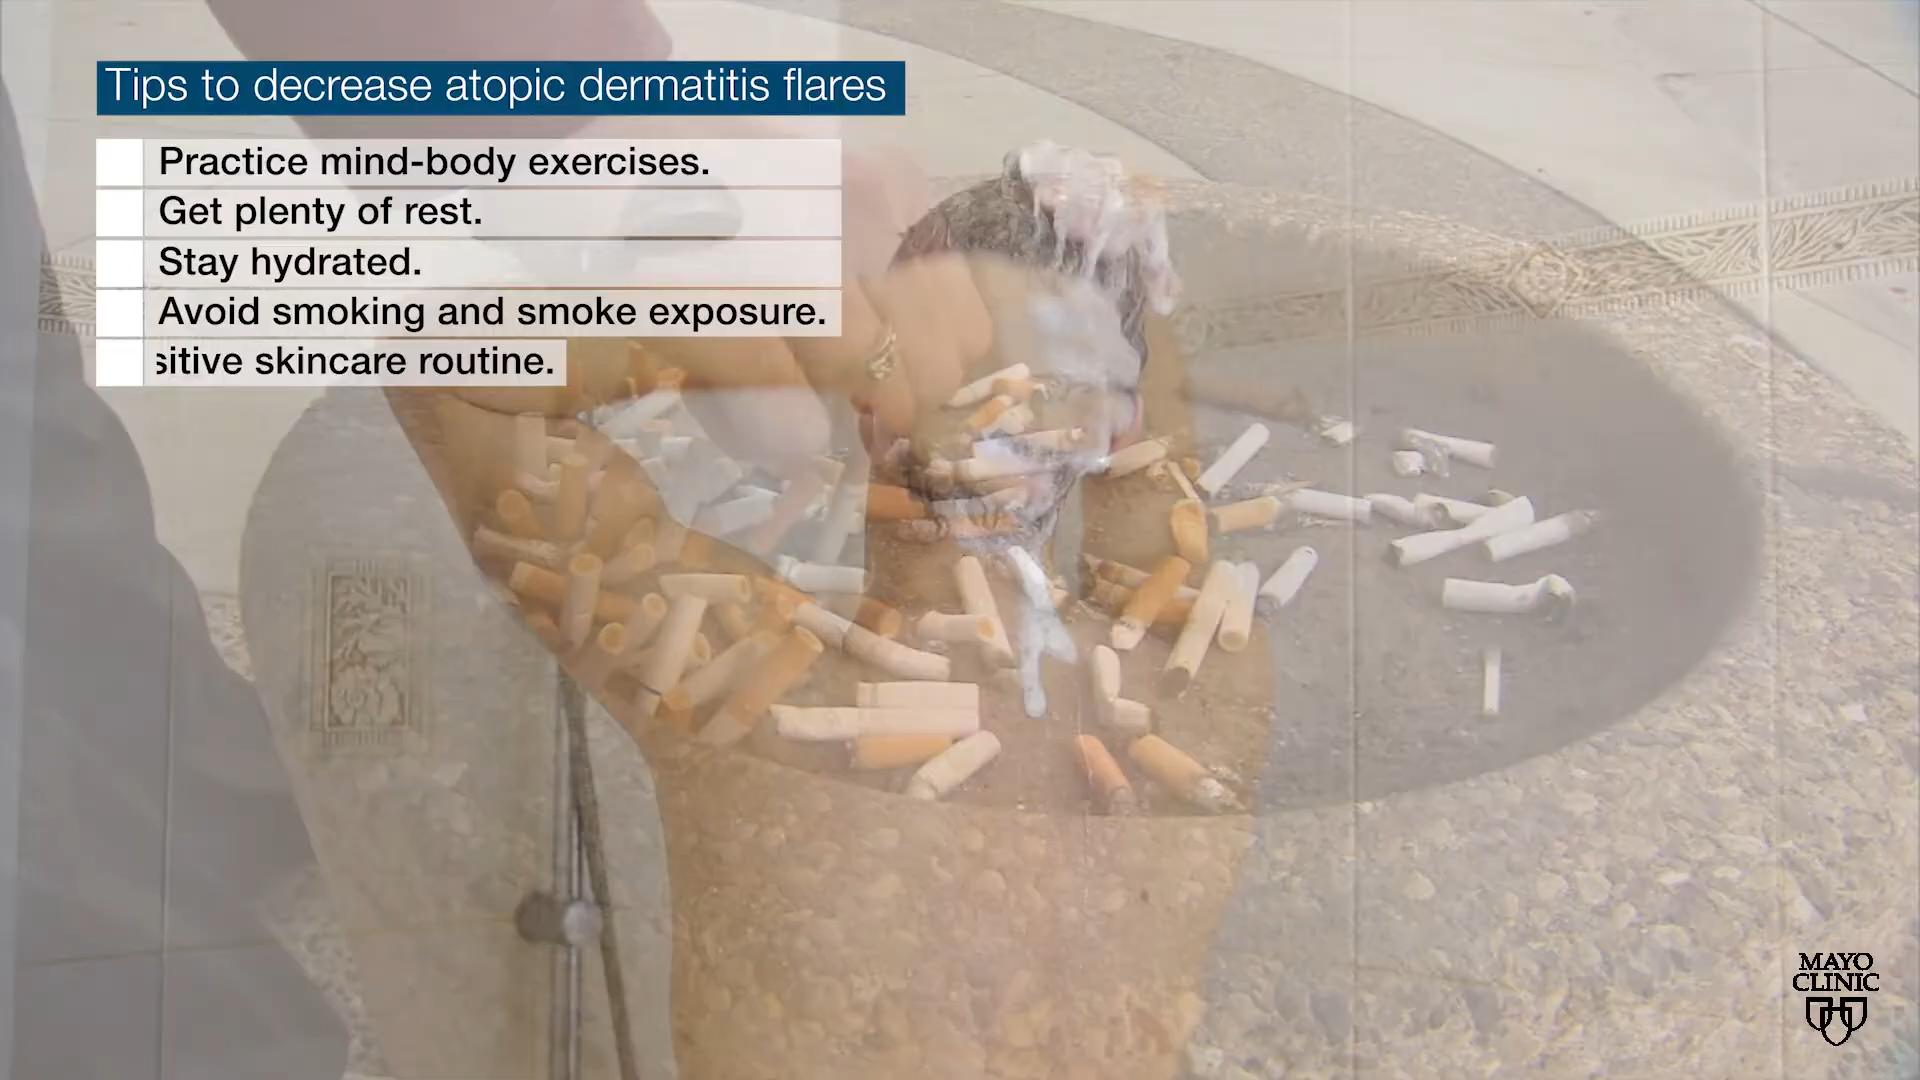 Tips to decrease atopic dermatitis flares
Practice mind-body exercises.
Get plenty of rest.
Stay hydrated.
Avoid smoking and smoke exposure.
sitive skincare routine.
MAYO
CLINIC